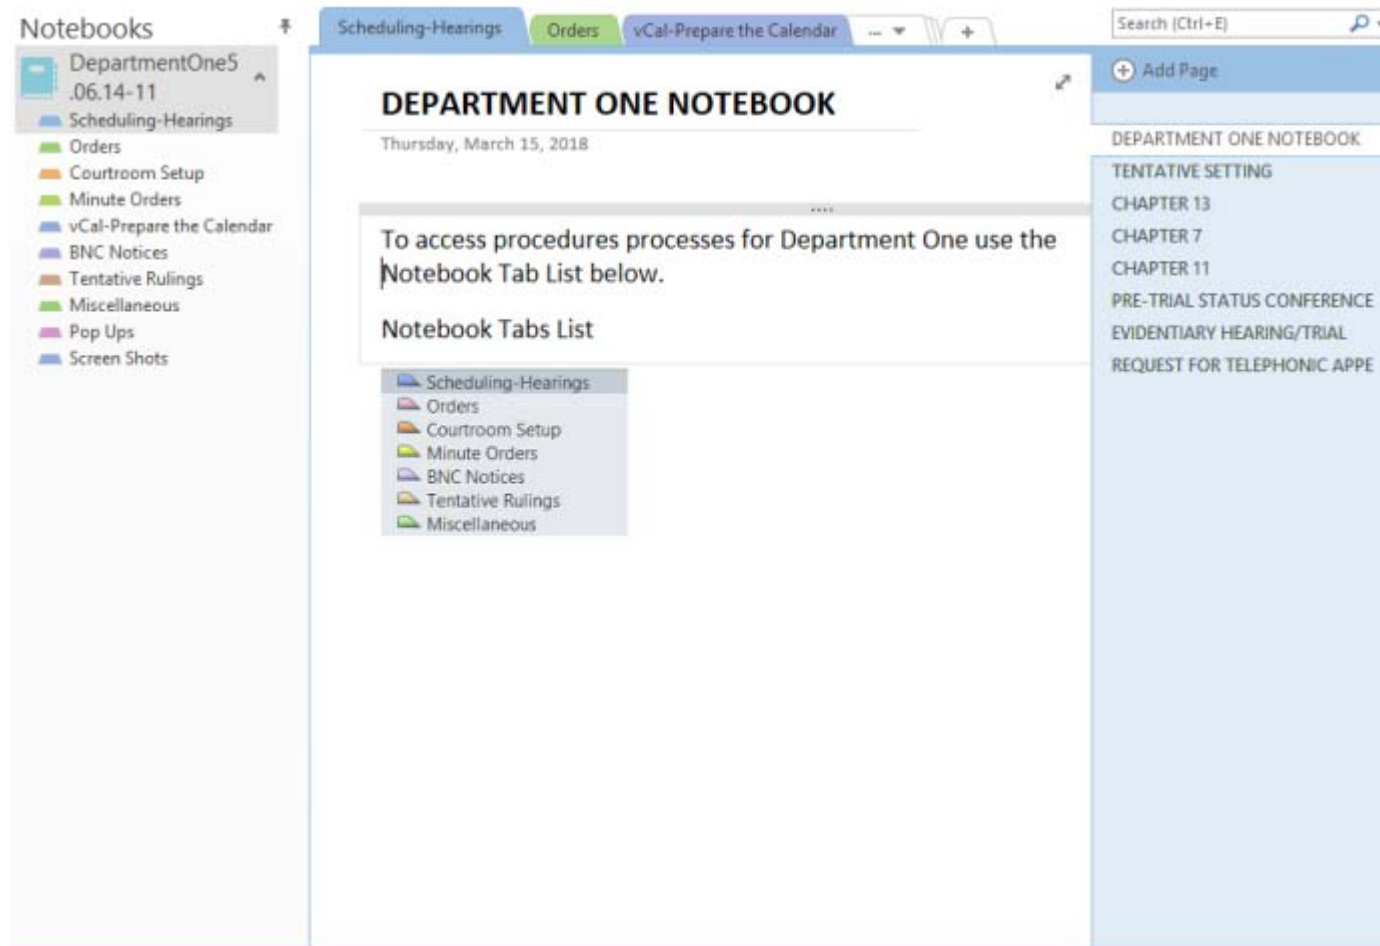 Notebooks
DepartmentOne5
.06.14-11
Scheduling-Hearings
Orders
Courtroom Setup
Minute Orders
vCal-Prepare the Calendar
BNC Notices
Tentative Rulings
Miscellaneous
Pop Ups
Screen Shots
Scheduling-Hearings
Orders
vCal-Prepare the Calendar
...
+
DEPARTMENT ONE NOTEBOOK
Thursday, March 15, 2018
To access procedures processes for Department One use the
Notebook Tab List below.
Notebook Tabs List
Scheduling-Hearings
Orders
Courtroom Setup
Minute Orders
BNC Notices
Tentative Rulings
Miscellaneous
Search (Ctrl+E)
Add Page
DEPARTMENT ONE NOTEBOOK
TENTATIVE SETTING
CHAPTER 13
CHAPTER 7
CHAPTER 11
PRE-TRIAL STATUS CONFERENCE
EVIDENTIARY HEARING/TRIAL
REQUEST FOR TELEPHONIC APPE